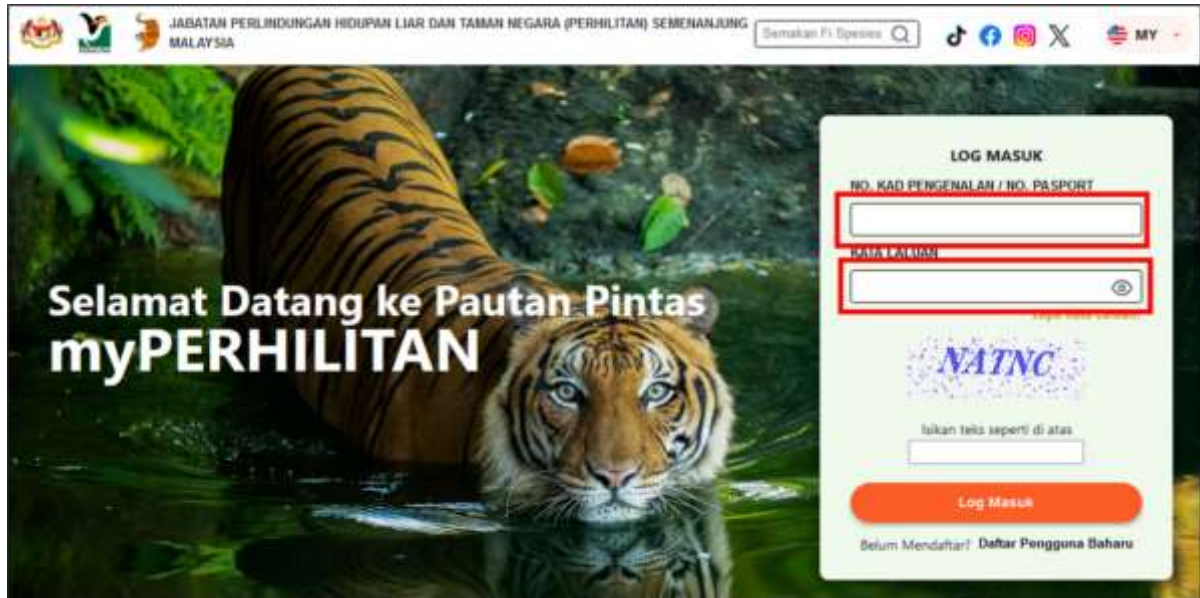 JABATAN PERLINDUNGAN HIDUPAN LIAR DAN TAMAN NEGARA (PERHILITAN) SEMENANJUNG
MALAYSIA
Semakan Fi Spesies
MY
LOG MASUK
NO. KAD PENGENALAN / NO. PASPORT
KATA LALUAN
Selamat Datang ke Pautan Pintas
myPERHILITAN
NATNC
Isikan teks seperti di atas
Log Masuk
Belum Mendaftar? Daftar Pengguna Baharu